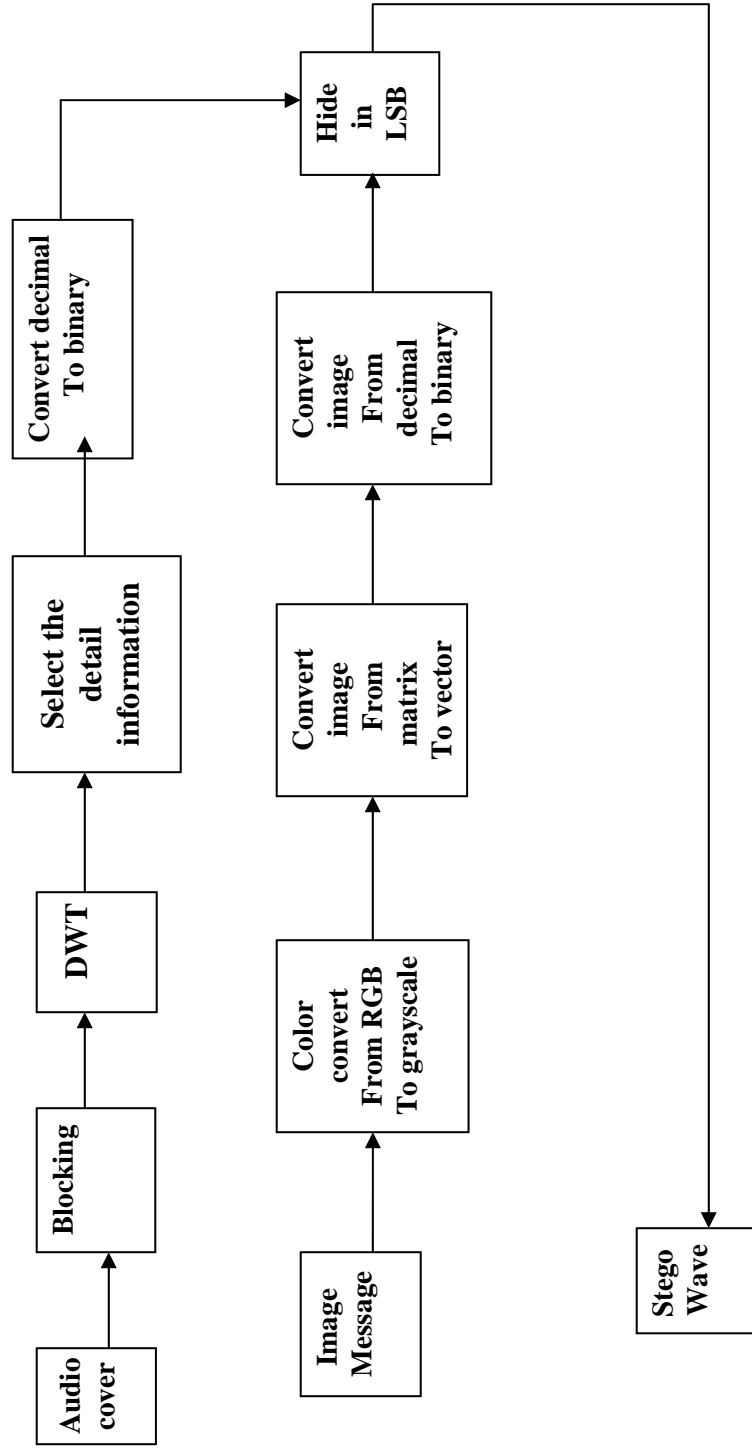 Audio
cover
Blocking
DWT
Select the
detail
information
Convert decimal
To binary
Image
Message
Color
convert
From RGB
To grayscale
Convert
image
From
matrix
To vector
Convert
image
From
decimal
To binary
Hide
in
LSB
Stego
Wave